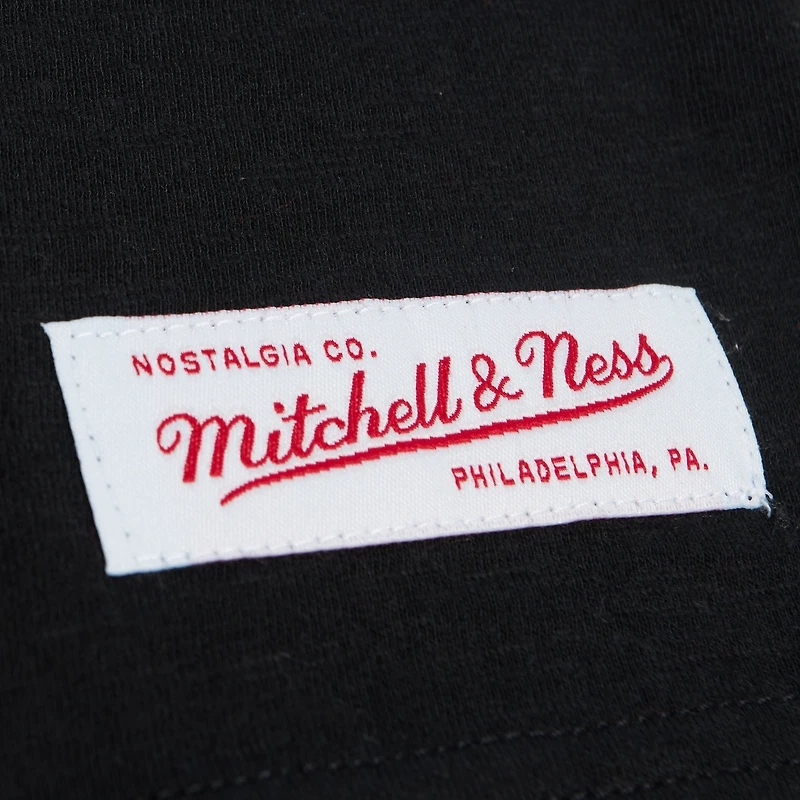 NOSTALGIA CO.
Mitchell & Ness
PHILADELPHIA, PA.